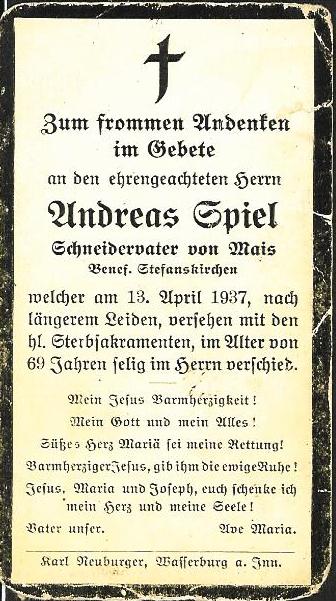 Zum frommen Andenken
im Gebete
an den ehrengeachteten Herrn
Andreas Spiel
Schneidervater von Mais
Benef. Stefanskirchen
welcher am 13. April 1937, nach
längerem Leiden, versehen mit den
hl. Sterbsakramenten, im Alter von
69 Jahren selig im Herrn verschied.
Mein Jesus Barmherzigkeit!
Mein Gott und mein Alles!
Süßes Herz Mariä sei meine Rettung!
Barmherziger Jesus, gib ihm die ewige Ruhe!
Jesus, Maria und Joseph, euch schenke ich
mein Herz und meine Seele!
Vater unser. Ave Maria.
Karl Neuburger, Wasserburg a. Inn.